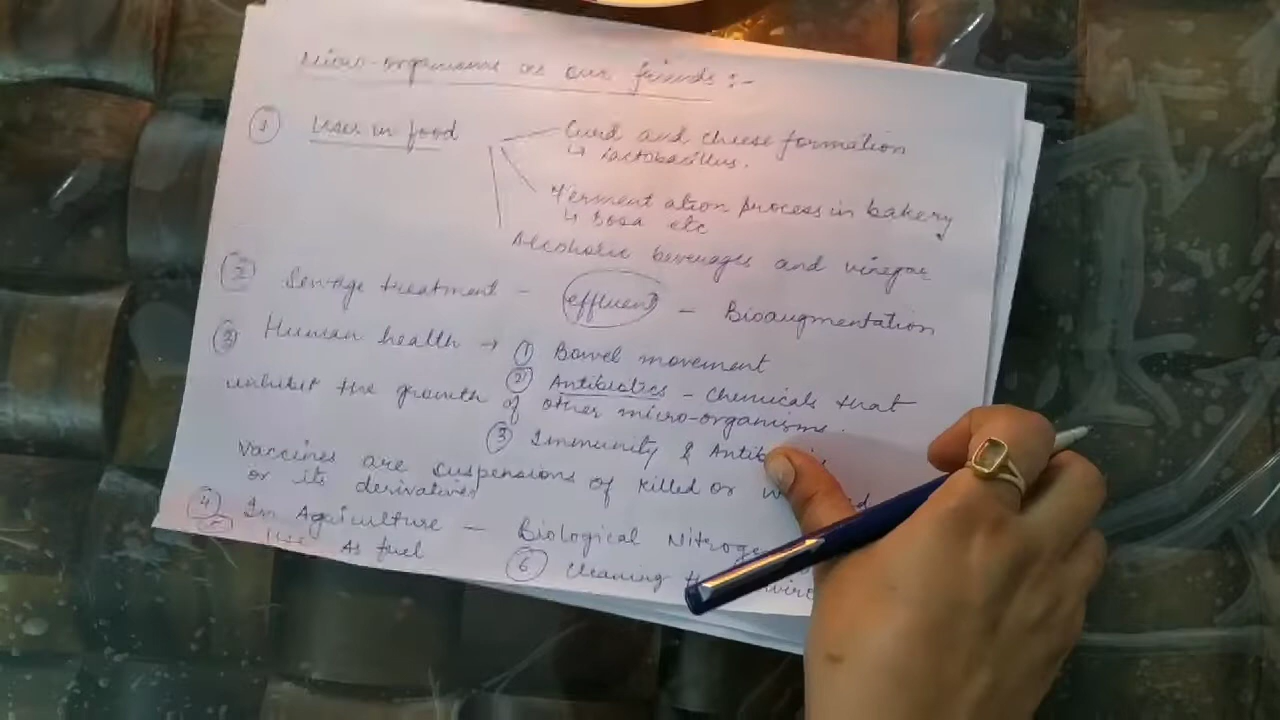 Micro-organisms as our friends :-
① Uses in food
Curd and cheese formation
↳ lactobacillus.
Fermentation process in bakery
↳ Dosa etc
Alcoholic beverages and vinegar
② Sewage treatment - effluent - Bioaugmentation
③ Human health → ① Bowel movement
② Antibiotics - Chemicals that
inhibit the growth of other micro-organisms.
③ Immunity &
Vaccines are suspensions of killed or
or its derivatives
④ In Agriculture - Biological
Use As fuel
⑥ Cleaning